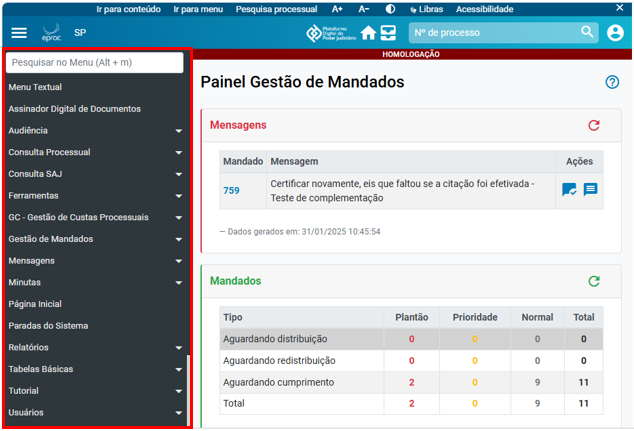 Ir para conteúdo Ir para menu Pesquisa processual A+ A- Libras Acessibilidade ×
eproc SP Plataforma Digital do Poder Judiciário Nº de processo
HOMOLOGAÇÃO
Pesquisar no Menu (Alt + m)
Menu Textual
Assinador Digital de Documentos
Audiência
Consulta Processual
Consulta SAJ
Ferramentas
GC - Gestão de Custas Processuais
Gestão de Mandados
Mensagens
Minutas
Página Inicial
Paradas do Sistema
Relatórios
Tabelas Básicas
Tutorial
Usuários
Painel Gestão de Mandados ?
Mensagens
Mandado Mensagem Ações
759 Certificar novamente, eis que faltou se a citação foi efetivada -
Teste de complementação
— Dados gerados em: 31/01/2025 10:45:54
Mandados
Tipo Plantão Prioridade Normal Total
Aguardando distribuição 0 0 0 0
Aguardando redistribuição 0 0 0 0
Aguardando cumprimento 2 0 9 11
Total 2 0 9 11